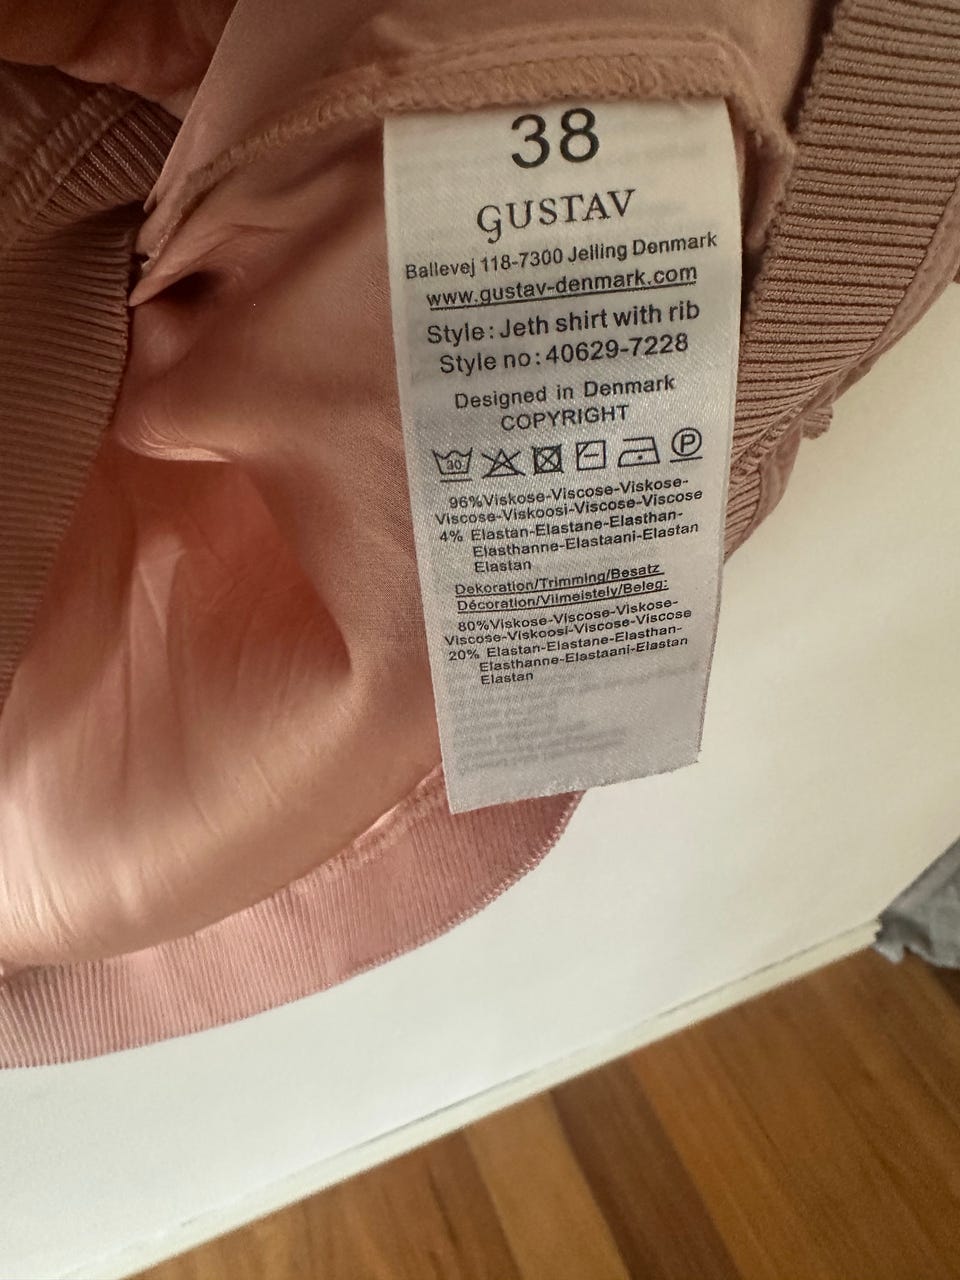 38
GUSTAV
Ballevej 118-7300 Jelling Denmark
www.gustav-denmark.com
Style: Jeth shirt with rib
Style no: 40629-7228
Designed in Denmark
COPYRIGHT
30 P
96%Viskose-Viscose-Viskose-
Viscose-Viskoosi-Viscose-Viscose
4% Elastan-Elastane-Elasthan-
Elasthanne-Elastaani-Elastan
Elastan
Dekoration/Trimming/Besatz
Décoration/Viimeistely/Beleg:
80%Viskose-Viscose-Viskose-
Viscose-Viskoosi-Viscose-Viscose
20% Elastan-Elastane-Elasthan-
Elasthanne-Elastaani-Elastan
Elastan